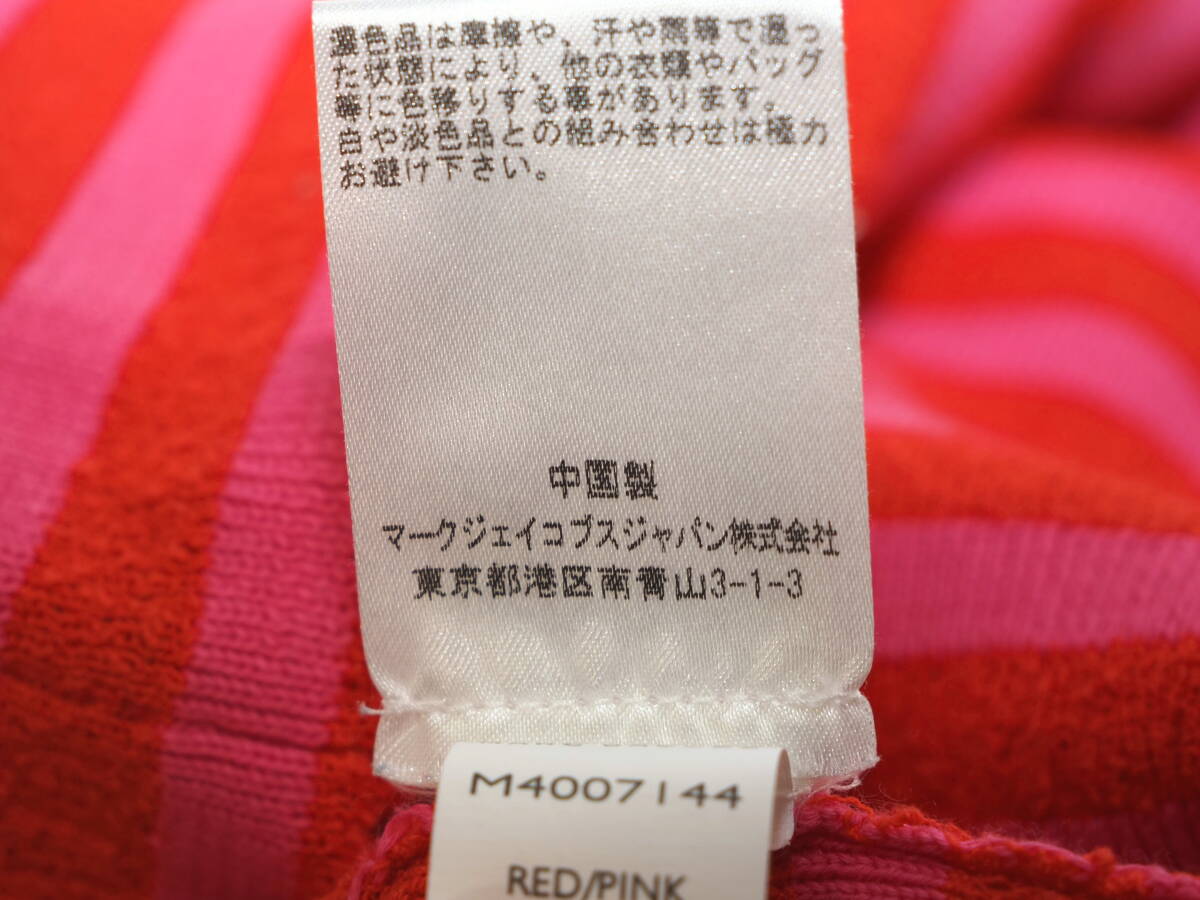 濃色品は摩擦や、汗や雨等で湿っ
た状態により、他の衣類やバッグ
等に色移りする事があります。
白や淡色品との組み合わせは極力
お避け下さい。
中国製
マークジェイコブスジャパン株式会社
東京都港区南青山3-1-3
M4007144
RED/PINK